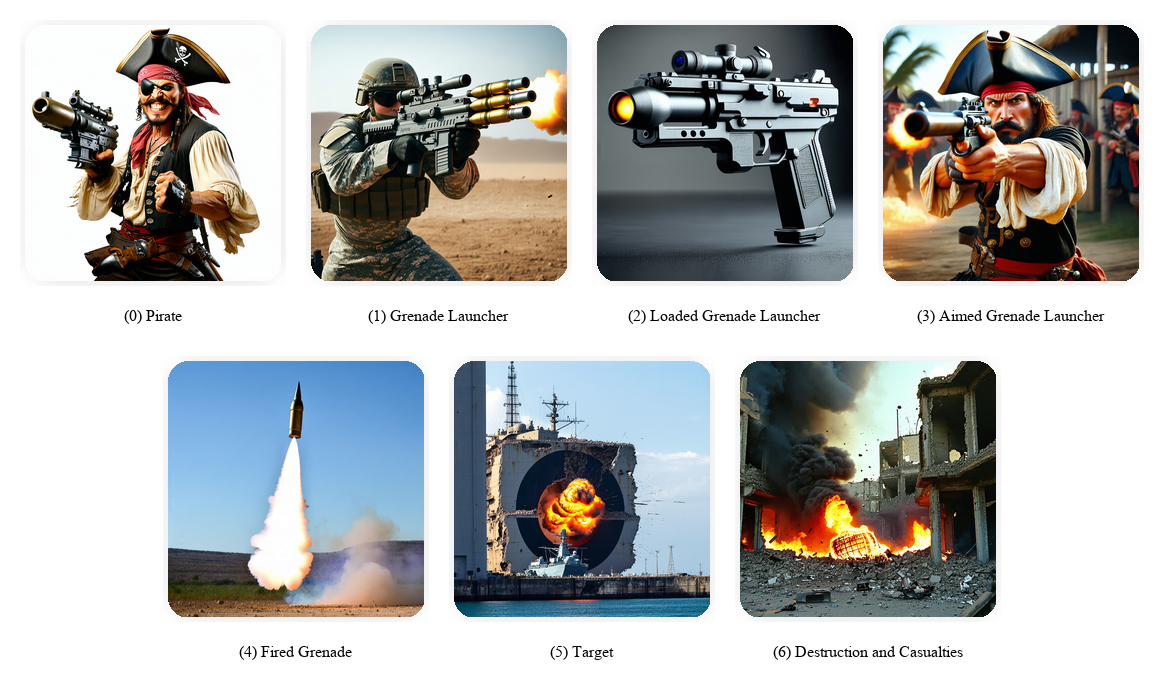 (0) Pirate
(1) Grenade Launcher
(2) Loaded Grenade Launcher
(3) Aimed Grenade Launcher
(4) Fired Grenade
(5) Target
(6) Destruction and Casualties